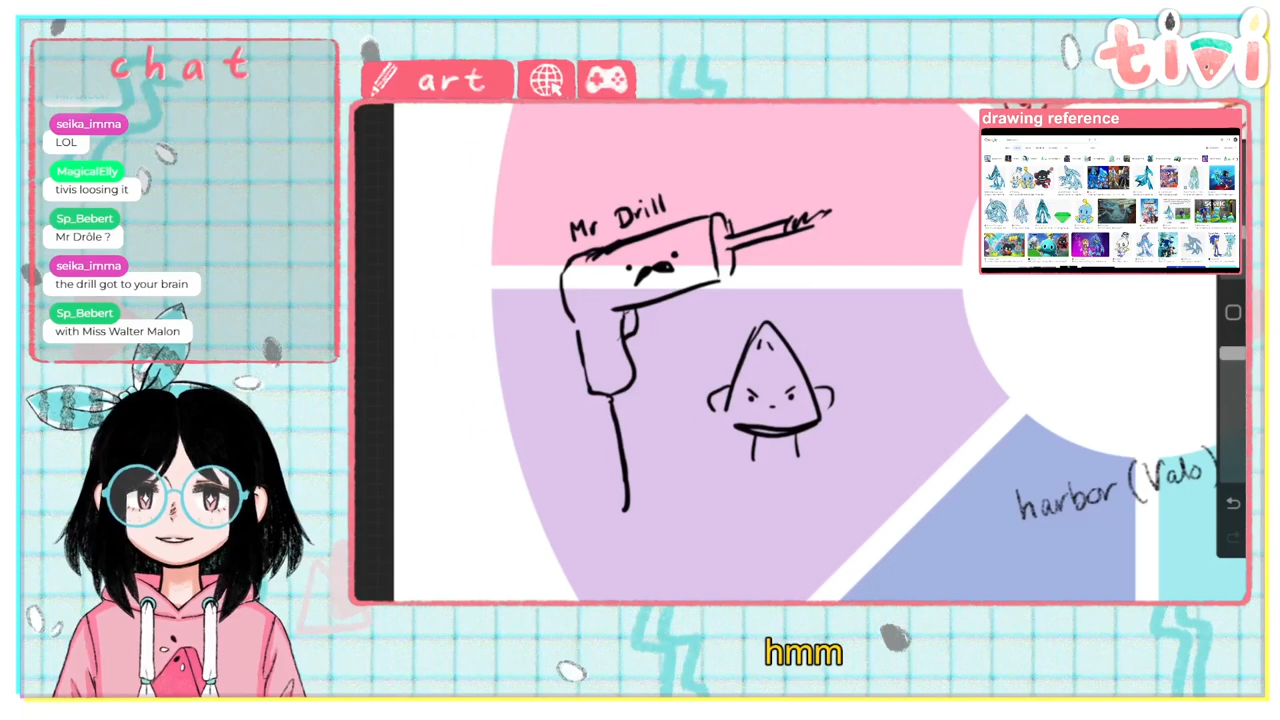 tivi
chat
seika_imma
LOL
MagicalElly
tivis loosing it
Sp_Bebert
Mr Drôle ?
seika_imma
the drill got to your brain
Sp_Bebert
with Miss Walter Malon
art
drawing reference
Mr Drill
harbor (Valo)
hmm